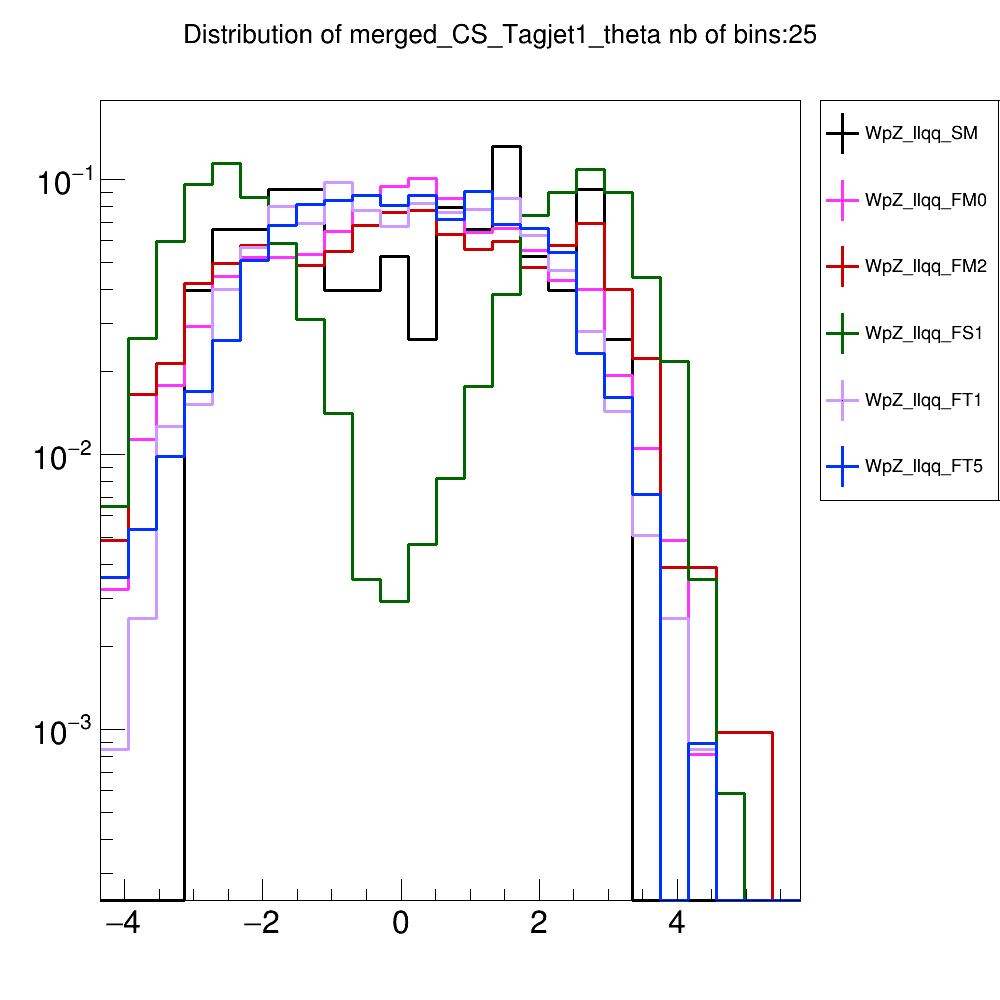 Distribution of merged_CS_Tagjet1_theta nb of bins:25
10⁻¹
10⁻²
10⁻³
−4 −2 0 2 4
WpZ_llqq_SM
WpZ_llqq_FM0
WpZ_llqq_FM2
WpZ_llqq_FS1
WpZ_llqq_FT1
WpZ_llqq_FT5